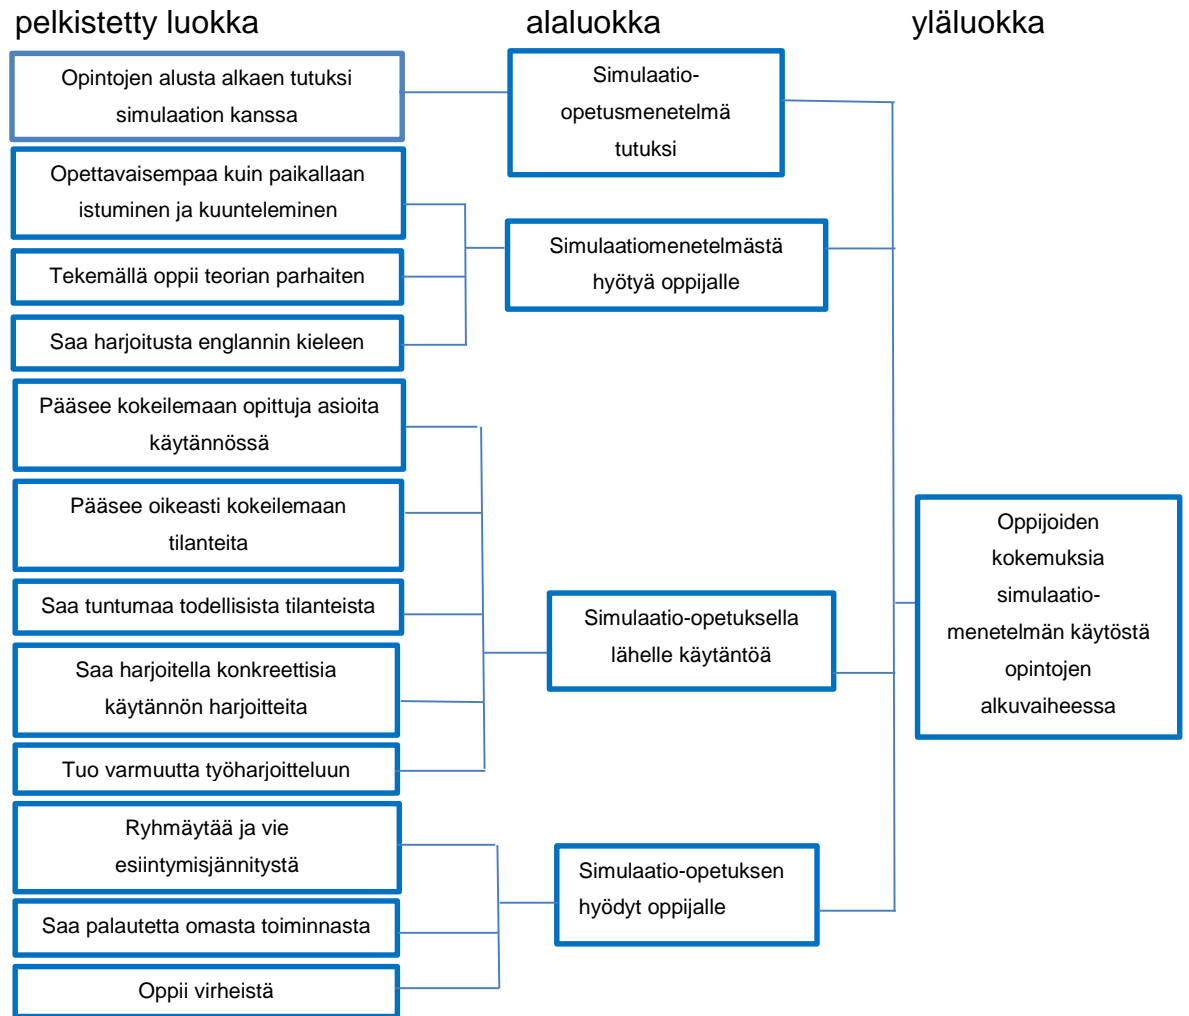 pelkistetty luokka
alaluokka
yläluokka
Opintojen alusta alkaen tutuksi
simulaation kanssa
Opettavaisempaa kuin paikallaan
istuminen ja kuunteleminen
Tekemällä oppii teorian parhaiten
Saa harjoitusta englannin kieleen
Pääsee kokeilemaan opittuja asioita
käytännössä
Pääsee oikeasti kokeilemaan
tilanteita
Saa tuntumaa todellisista tilanteista
Saa harjoitella konkreettisia
käytännön harjoitteita
Tuo varmuutta työharjoitteluun
Ryhmäytää ja vie
esiintymisjännitystä
Saa palautetta omasta toiminnasta
Oppii virheistä
Simulaatio-
opetusmenetelmä
tutuksi
Simulaatiomenetelmästä
hyötyä oppijalle
Simulaatio-opetuksella
lähelle käytäntöä
Simulaatio-opetuksen
hyödyt oppijalle
Oppijoiden
kokemuksia
simulaatio-
menetelmän käytöstä
opintojen
alkuvaiheessa